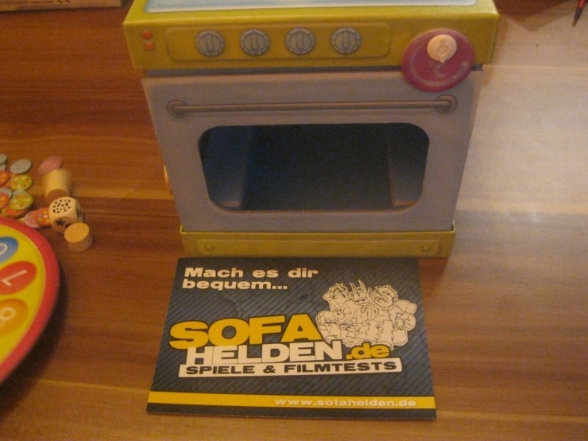 Mach es dir
bequem...
SOFA
HELDEN.de
SPIELE & FILMTESTS
www.sofahelden.de